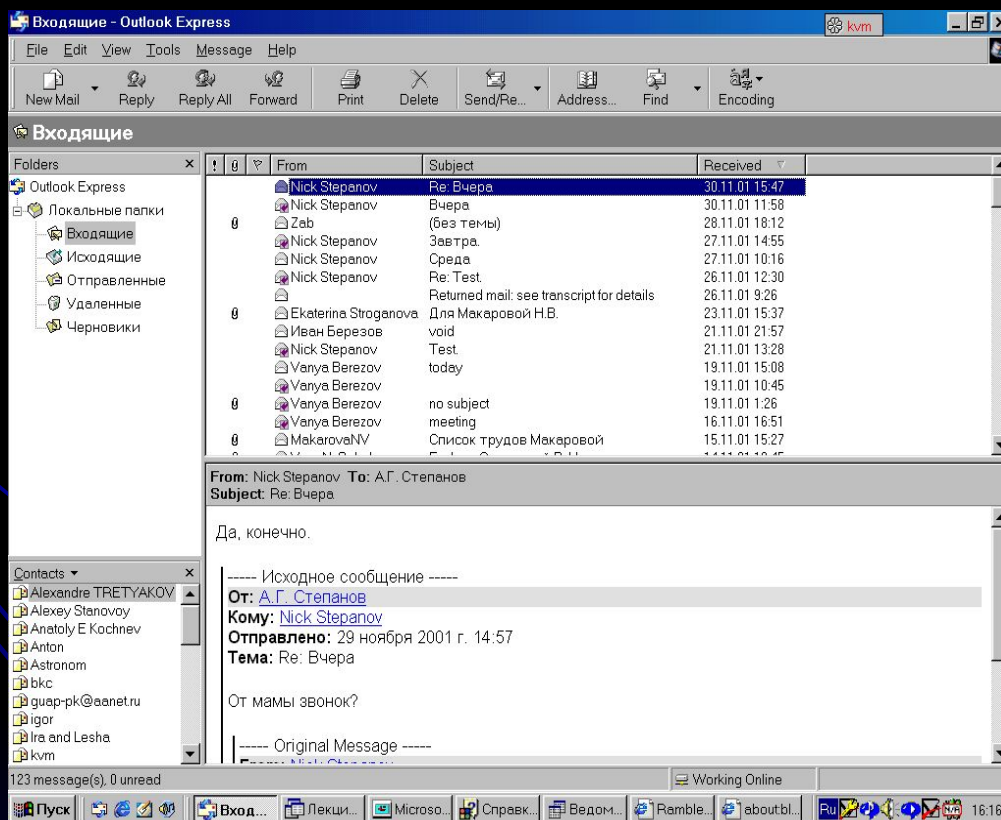 Входящие - Outlook Express
kvm
File Edit View Tools Message Help
New Mail Reply Reply All Forward Print Delete Send/Re... Address... Find Encoding
Входящие
Folders
Outlook Express
Локальные папки
Входящие
Исходящие
Отправленные
Удаленные
Черновики
! From Subject Received
Nick Stepanov Re: Вчера 30.11.01 15:47
Nick Stepanov Вчера 30.11.01 11:58
Zab (без темы) 28.11.01 18:12
Nick Stepanov Завтра. 27.11.01 14:55
Nick Stepanov Среда 27.11.01 10:16
Nick Stepanov Re: Test. 26.11.01 12:30
Returned mail: see transcript for details 26.11.01 9:26
Ekaterina Stroganova Для Макаровой Н.В. 23.11.01 15:37
Иван Березов void 21.11.01 21:57
Nick Stepanov Test. 21.11.01 13:28
Vanya Berezov today 19.11.01 15:08
Vanya Berezov 19.11.01 10:45
Vanya Berezov no subject 19.11.01 1:26
Vanya Berezov meeting 16.11.01 16:51
MakarovaNV Список трудов Макаровой 15.11.01 15:27
From: Nick Stepanov To: А.Г. Степанов
Subject: Re: Вчера
Да, конечно.
----- Исходное сообщение -----
От: А.Г. Степанов
Кому: Nick Stepanov
Отправлено: 29 ноября 2001 г. 14:57
Тема: Re: Вчера
От мамы звонок?
----- Original Message -----
From: Nick Stepanov
Contacts
Alexandre TRETYAKOV
Alexey Stanovoy
Anatoly E Kochnev
Anton
Astronom
bkc
guap-pk@aanet.ru
igor
Ira and Lesha
kvm
123 message(s), 0 unread Working Online
Пуск Вход... Лекци... Microso... Справк... Ведом... Ramble... about:bl... Ru 16:16